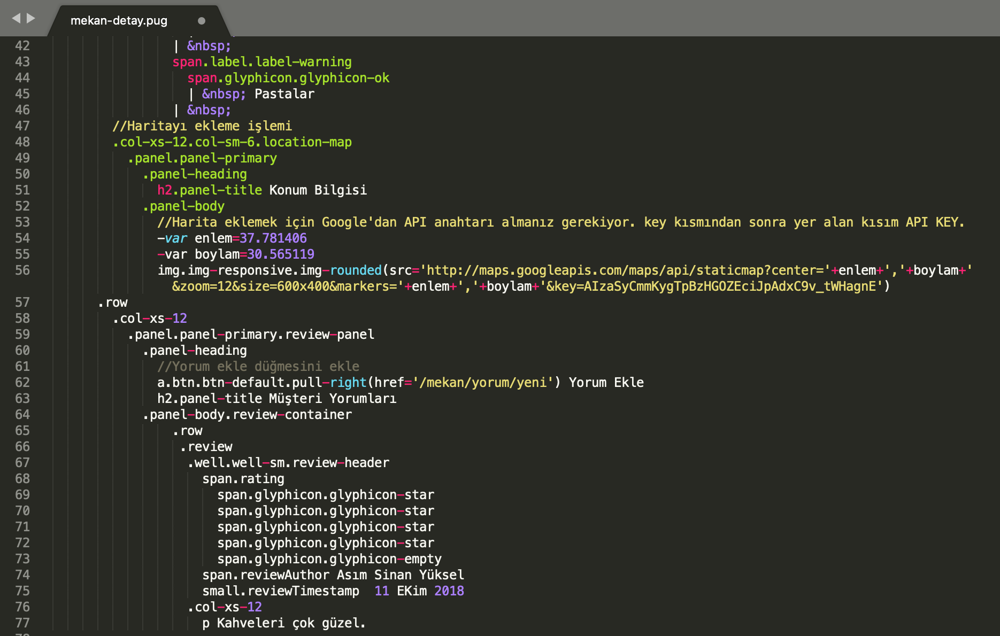 mekan-detay.pug
42 | &nbsp;
43 span.label.label-warning
44 span.glyphicon.glyphicon-ok
45 | &nbsp; Pastalar
46 | &nbsp;
47 //Haritayı ekleme işlemi
48 .col-xs-12.col-sm-6.location-map
49 .panel.panel-primary
50 .panel-heading
51 h2.panel-title Konum Bilgisi
52 .panel-body
53 //Harita eklemek için Google'dan API anahtarı almanız gerekiyor. key kısmından sonra yer alan kısım API KEY.
54 -var enlem=37.781406
55 -var boylam=30.565119
56 img.img-responsive.img-rounded(src='http://maps.googleapis.com/maps/api/staticmap?center='+enlem+','+boylam+'
&zoom=12&size=600x400&markers='+enlem+','+boylam+'&key=AIzaSyCmmKygTpBzHGOZEciJpAdxC9v_tWHagnE')
57 .row
58 .col-xs-12
59 .panel.panel-primary.review-panel
60 .panel-heading
61 //Yorum ekle düğmesini ekle
62 a.btn.btn-default.pull-right(href='/mekan/yorum/yeni') Yorum Ekle
63 h2.panel-title Müşteri Yorumları
64 .panel-body.review-container
65 .row
66 .review
67 .well.well-sm.review-header
68 span.rating
69 span.glyphicon.glyphicon-star
70 span.glyphicon.glyphicon-star
71 span.glyphicon.glyphicon-star
72 span.glyphicon.glyphicon-star
73 span.glyphicon.glyphicon-empty
74 span.reviewAuthor Asım Sinan Yüksel
75 small.reviewTimestamp  11 EKim 2018
76 .col-xs-12
77 p Kahveleri çok güzel.